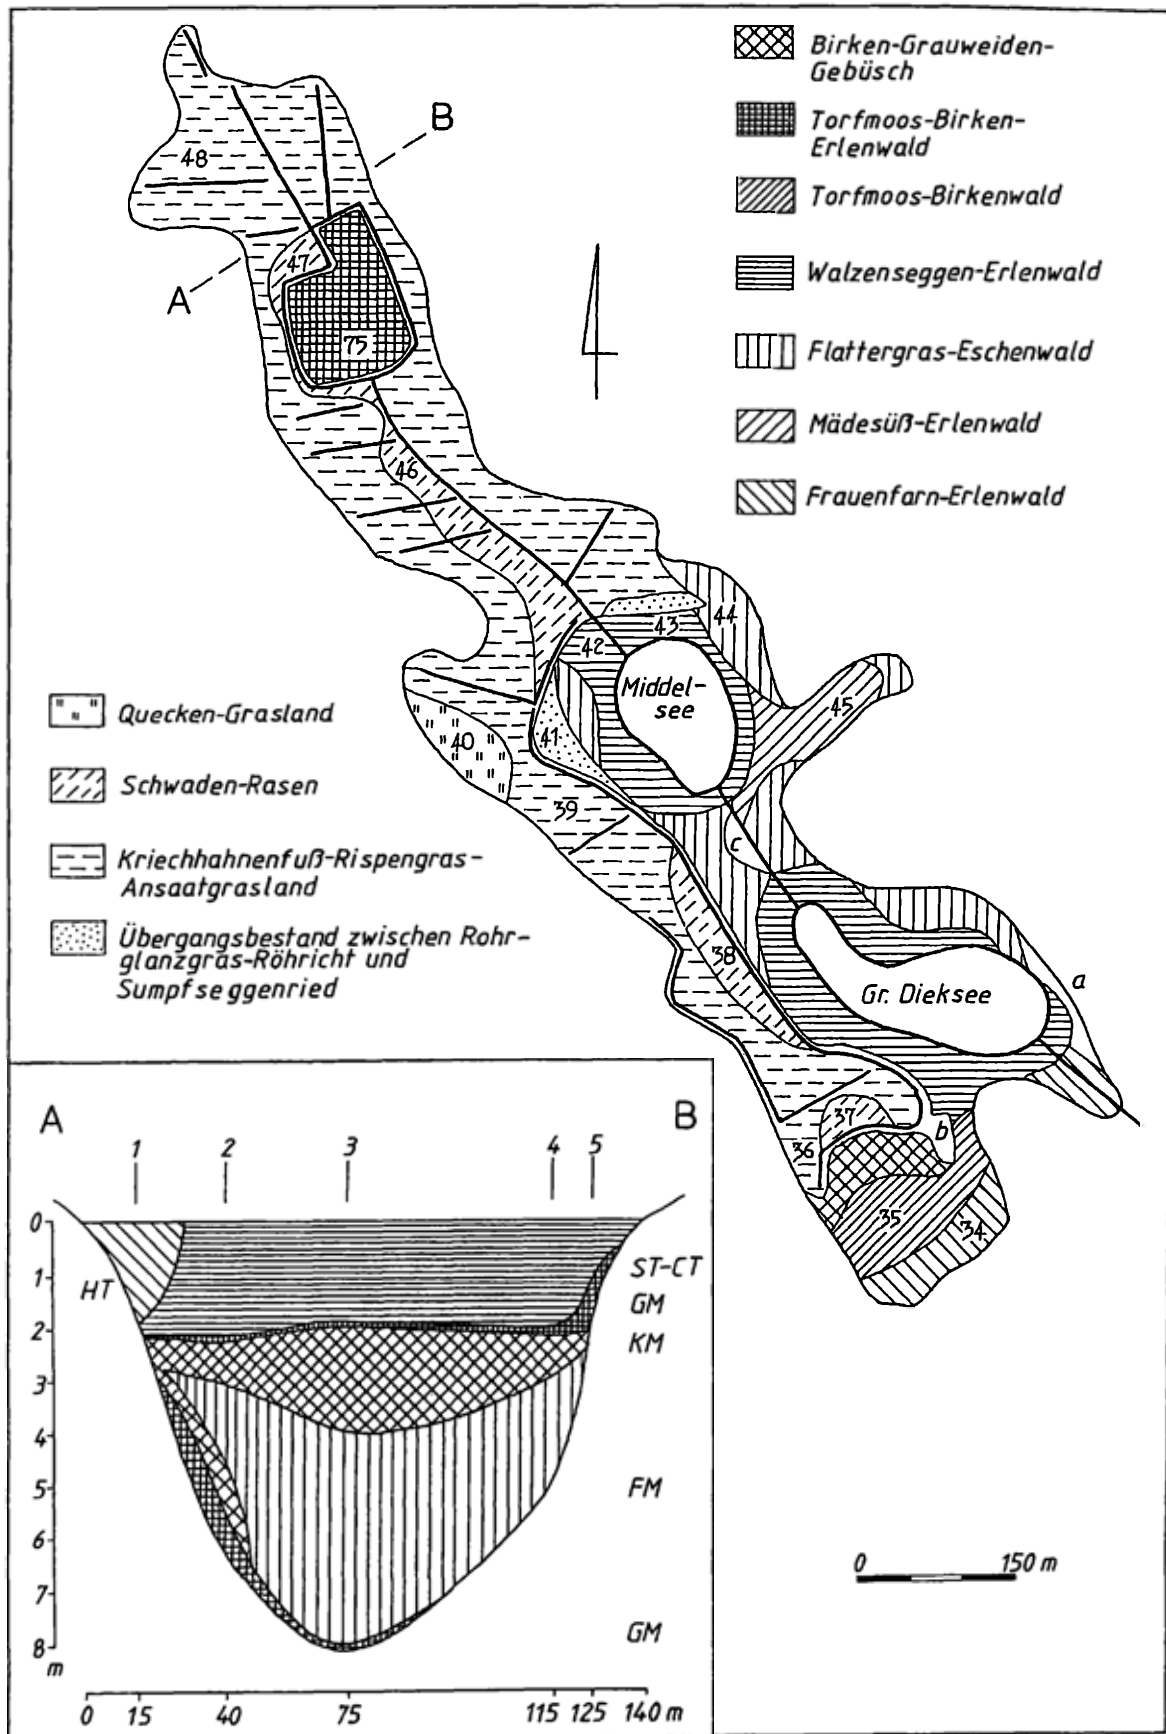 Birken-Grauweiden-
Gebüsch
Torfmoos-Birken-
Erlenwald
Torfmoos-Birkenwald
Walzenseggen-Erlenwald
Flattergras-Eschenwald
Mädesüß-Erlenwald
Frauenfarn-Erlenwald
B
48
47
A
75
46
44
43
42
Middel-
see
45
41
40
39
c
38
Gr. Dieksee
a
37
b
36
35
34
Quecken-Grasland
Schwaden-Rasen
Kriechhahnenfuß-Rispengras-
Ansaatgrasland
Übergangsbestand zwischen Rohr-
glanzgras-Röhricht und
Sumpfseggenried
A
B
1 2 3 4 5
0
1
2
3
4
5
6
7
8
m
HT
ST-CT
GM
KM
FM
GM
0 15 40 75 115 125 140 m
0 150 m